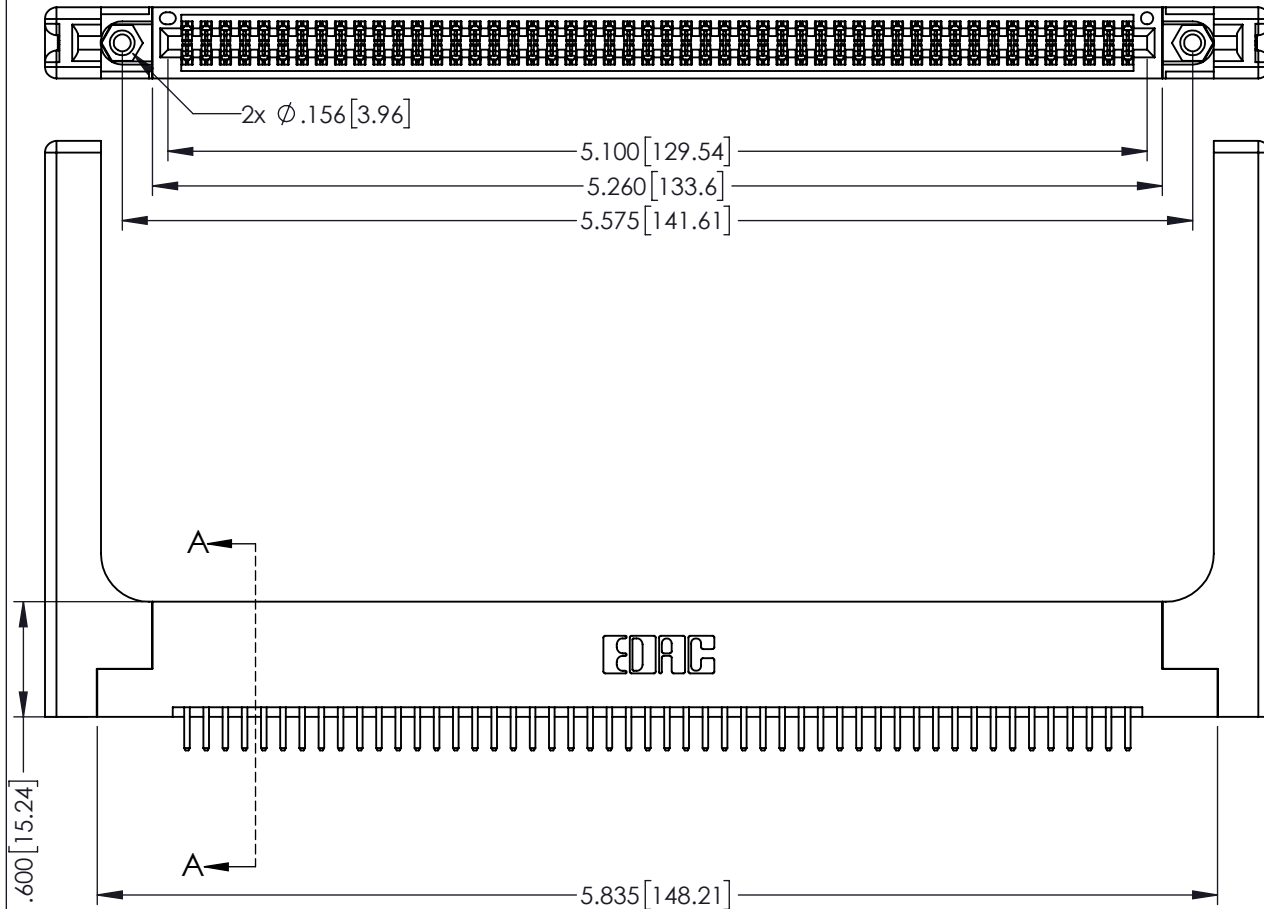 2x ∅.156[3.96]
5.100[129.54]
5.260[133.6]
5.575[141.61]
A
EDAC
A
.600[15.24]
5.835[148.21]